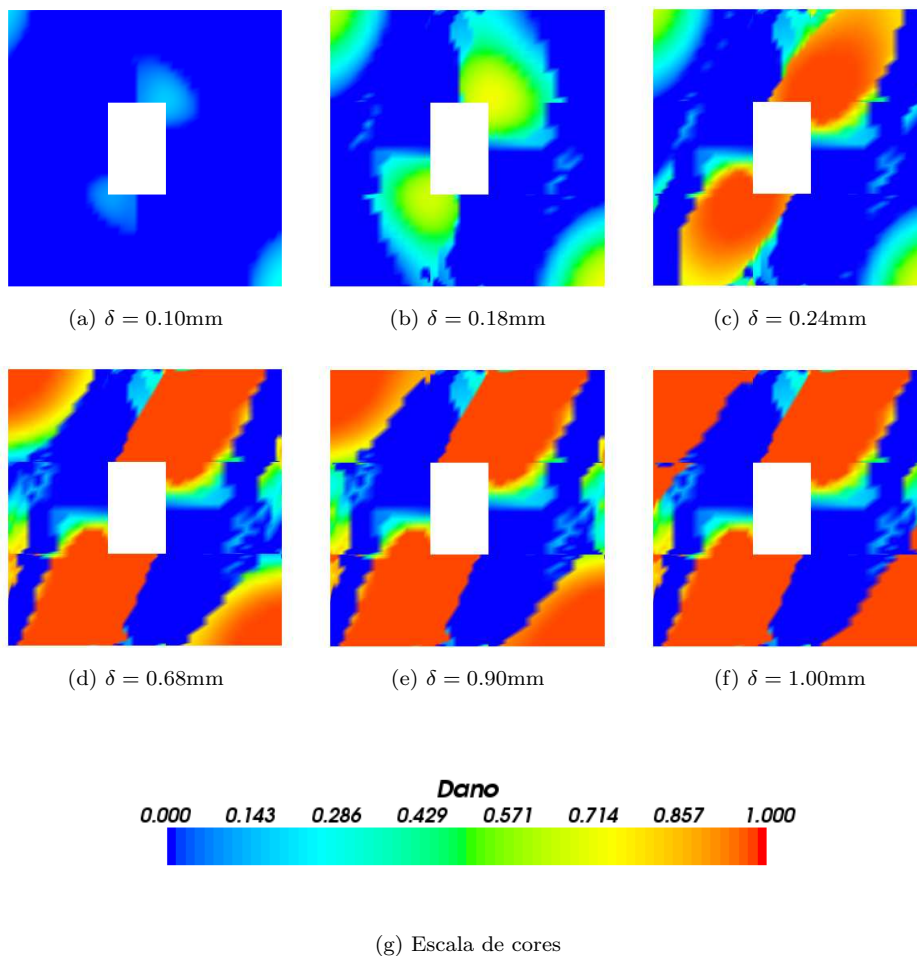 (a) δ = 0.10mm
(b) δ = 0.18mm
(c) δ = 0.24mm
(d) δ = 0.68mm
(e) δ = 0.90mm
(f) δ = 1.00mm
Dano
0.000 0.143 0.286 0.429 0.571 0.714 0.857 1.000
(g) Escala de cores